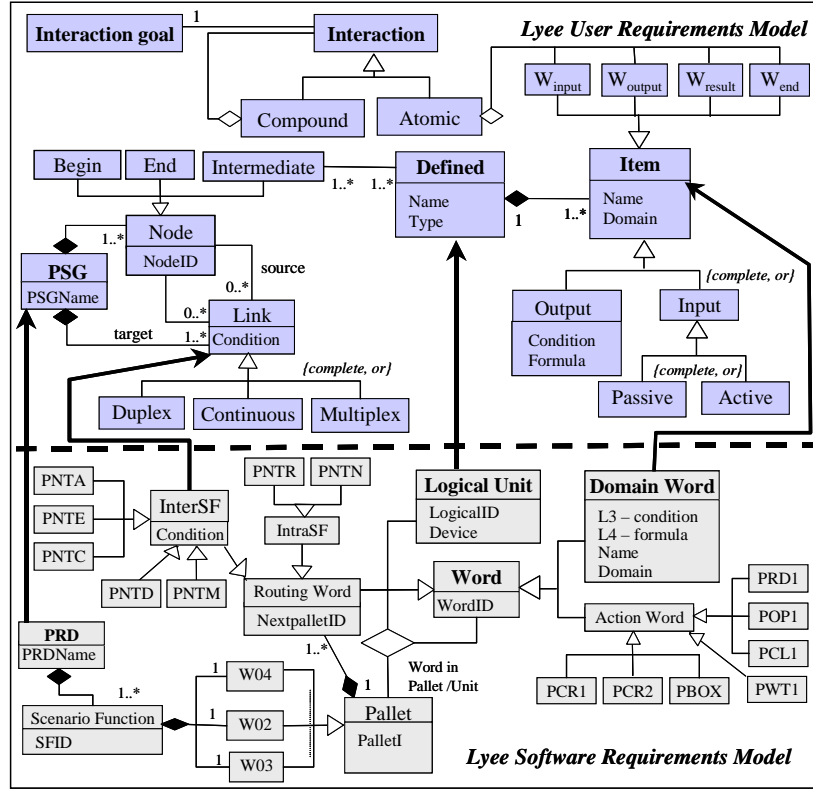 Interaction goal
1
Interaction
Lyee User Requirements Model
W_input
W_output
W_result
W_end
Compound
Atomic
Begin
End
Intermediate
1..*
1..*
Defined
Name
Type
1
1..*
Item
Name
Domain
1..*
Node
NodeID
source
0..*
PSG
PSGName
0..*
target
1..*
Link
Condition
{complete, or}
Duplex
Continuous
Multiplex
{complete, or}
Output
Condition
Formula
Input
{complete, or}
Passive
Active
PNTA
PNTE
PNTC
InterSF
Condition
PNTD
PNTM
PNTR
PNTN
IntraSF
Routing Word
NextpalletID
Logical Unit
LogicalID
Device
Word
WordID
Domain Word
L3 – condition
L4 – formula
Name
Domain
Action Word
PRD1
POP1
PCL1
PWT1
PCR1
PCR2
PBOX
PRD
PRDName
1..*
Scenario Function
SFID
1
W04
1
W02
1
W03
1..*
1
Word in
Pallet /Unit
Pallet
PalletI
Lyee Software Requirements Model